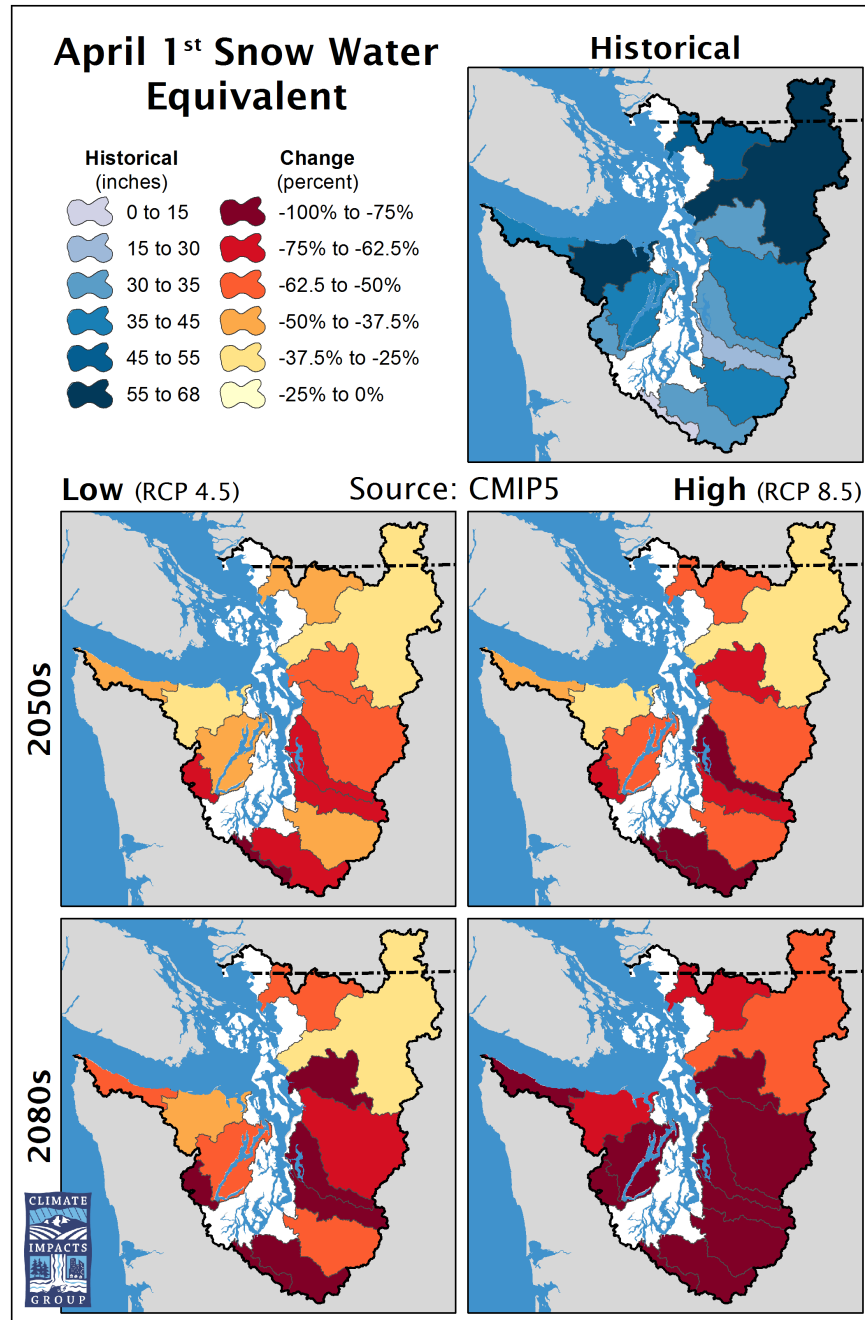 April 1st Snow Water
Equivalent
Historical
Historical
(inches)
Change
(percent)
0 to 15
-100% to -75%
15 to 30
-75% to -62.5%
30 to 35
-62.5 to -50%
35 to 45
-50% to -37.5%
45 to 55
-37.5% to -25%
55 to 68
-25% to 0%
Low (RCP 4.5)
Source: CMIP5
High (RCP 8.5)
2050s
2080s
CLIMATE
IMPACTS
GROUP